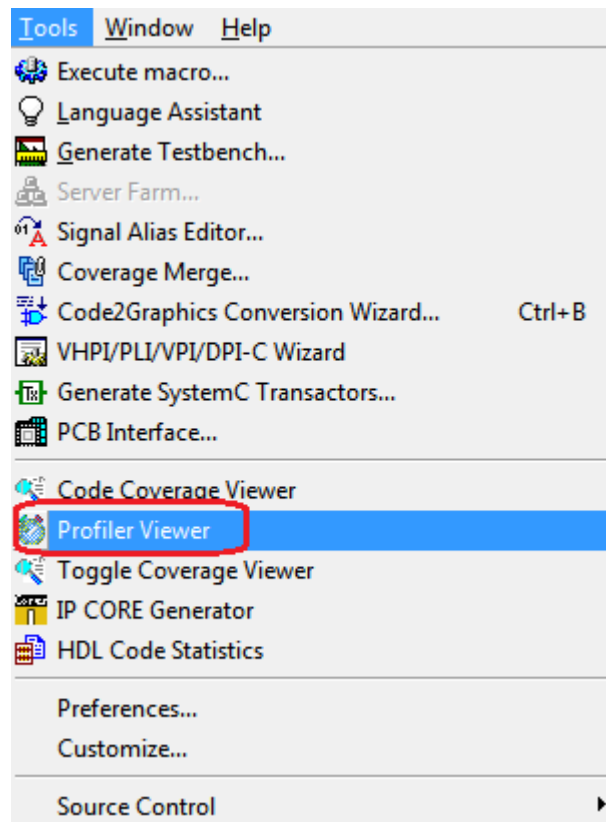 Tools Window Help
Execute macro...
Language Assistant
Generate Testbench...
Server Farm...
Signal Alias Editor...
Coverage Merge...
Code2Graphics Conversion Wizard... Ctrl+B
VHPI/PLI/VPI/DPI-C Wizard
Generate SystemC Transactors...
PCB Interface...
Code Coverage Viewer
Profiler Viewer
Toggle Coverage Viewer
IP CORE Generator
HDL Code Statistics
Preferences...
Customize...
Source Control